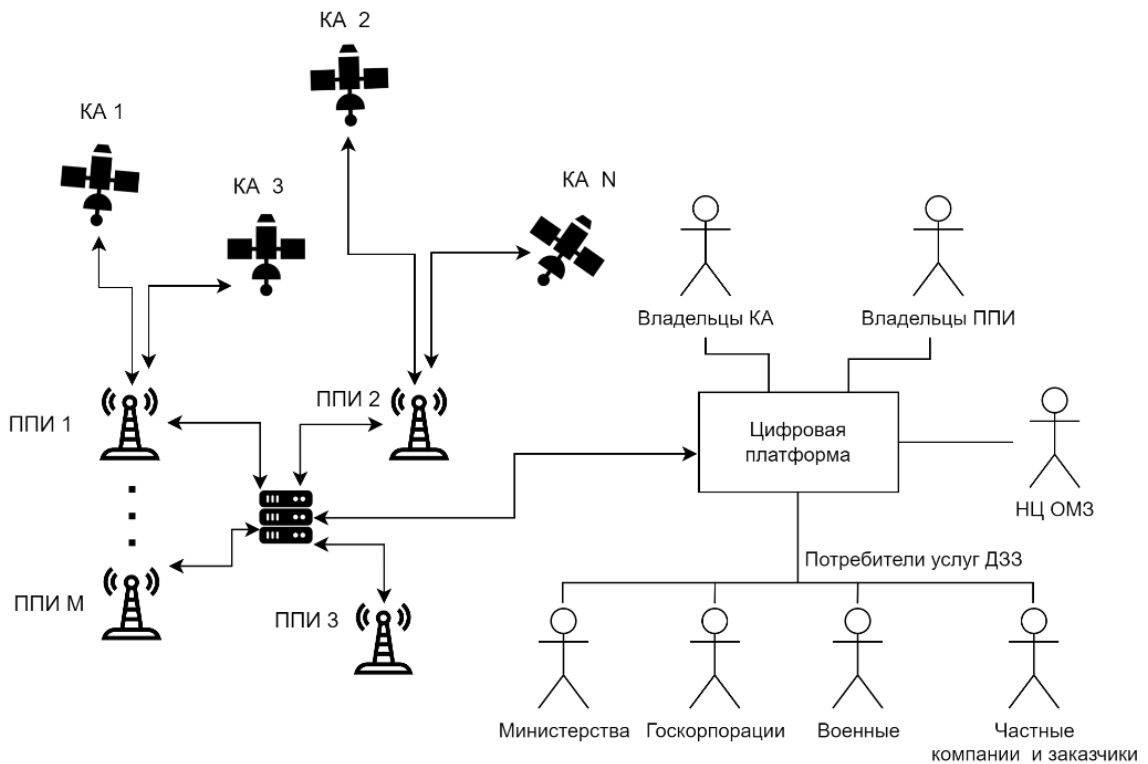 КА 2
КА 1
КА 3
КА N
Владельцы КА
Владельцы ППИ
ППИ 1
ППИ 2
Цифровая
платформа
НЦ ОМЗ
Потребители услуг ДЗЗ
ППИ М
ППИ 3
Министерства
Госкорпорации
Военные
Частные
компании и заказчики